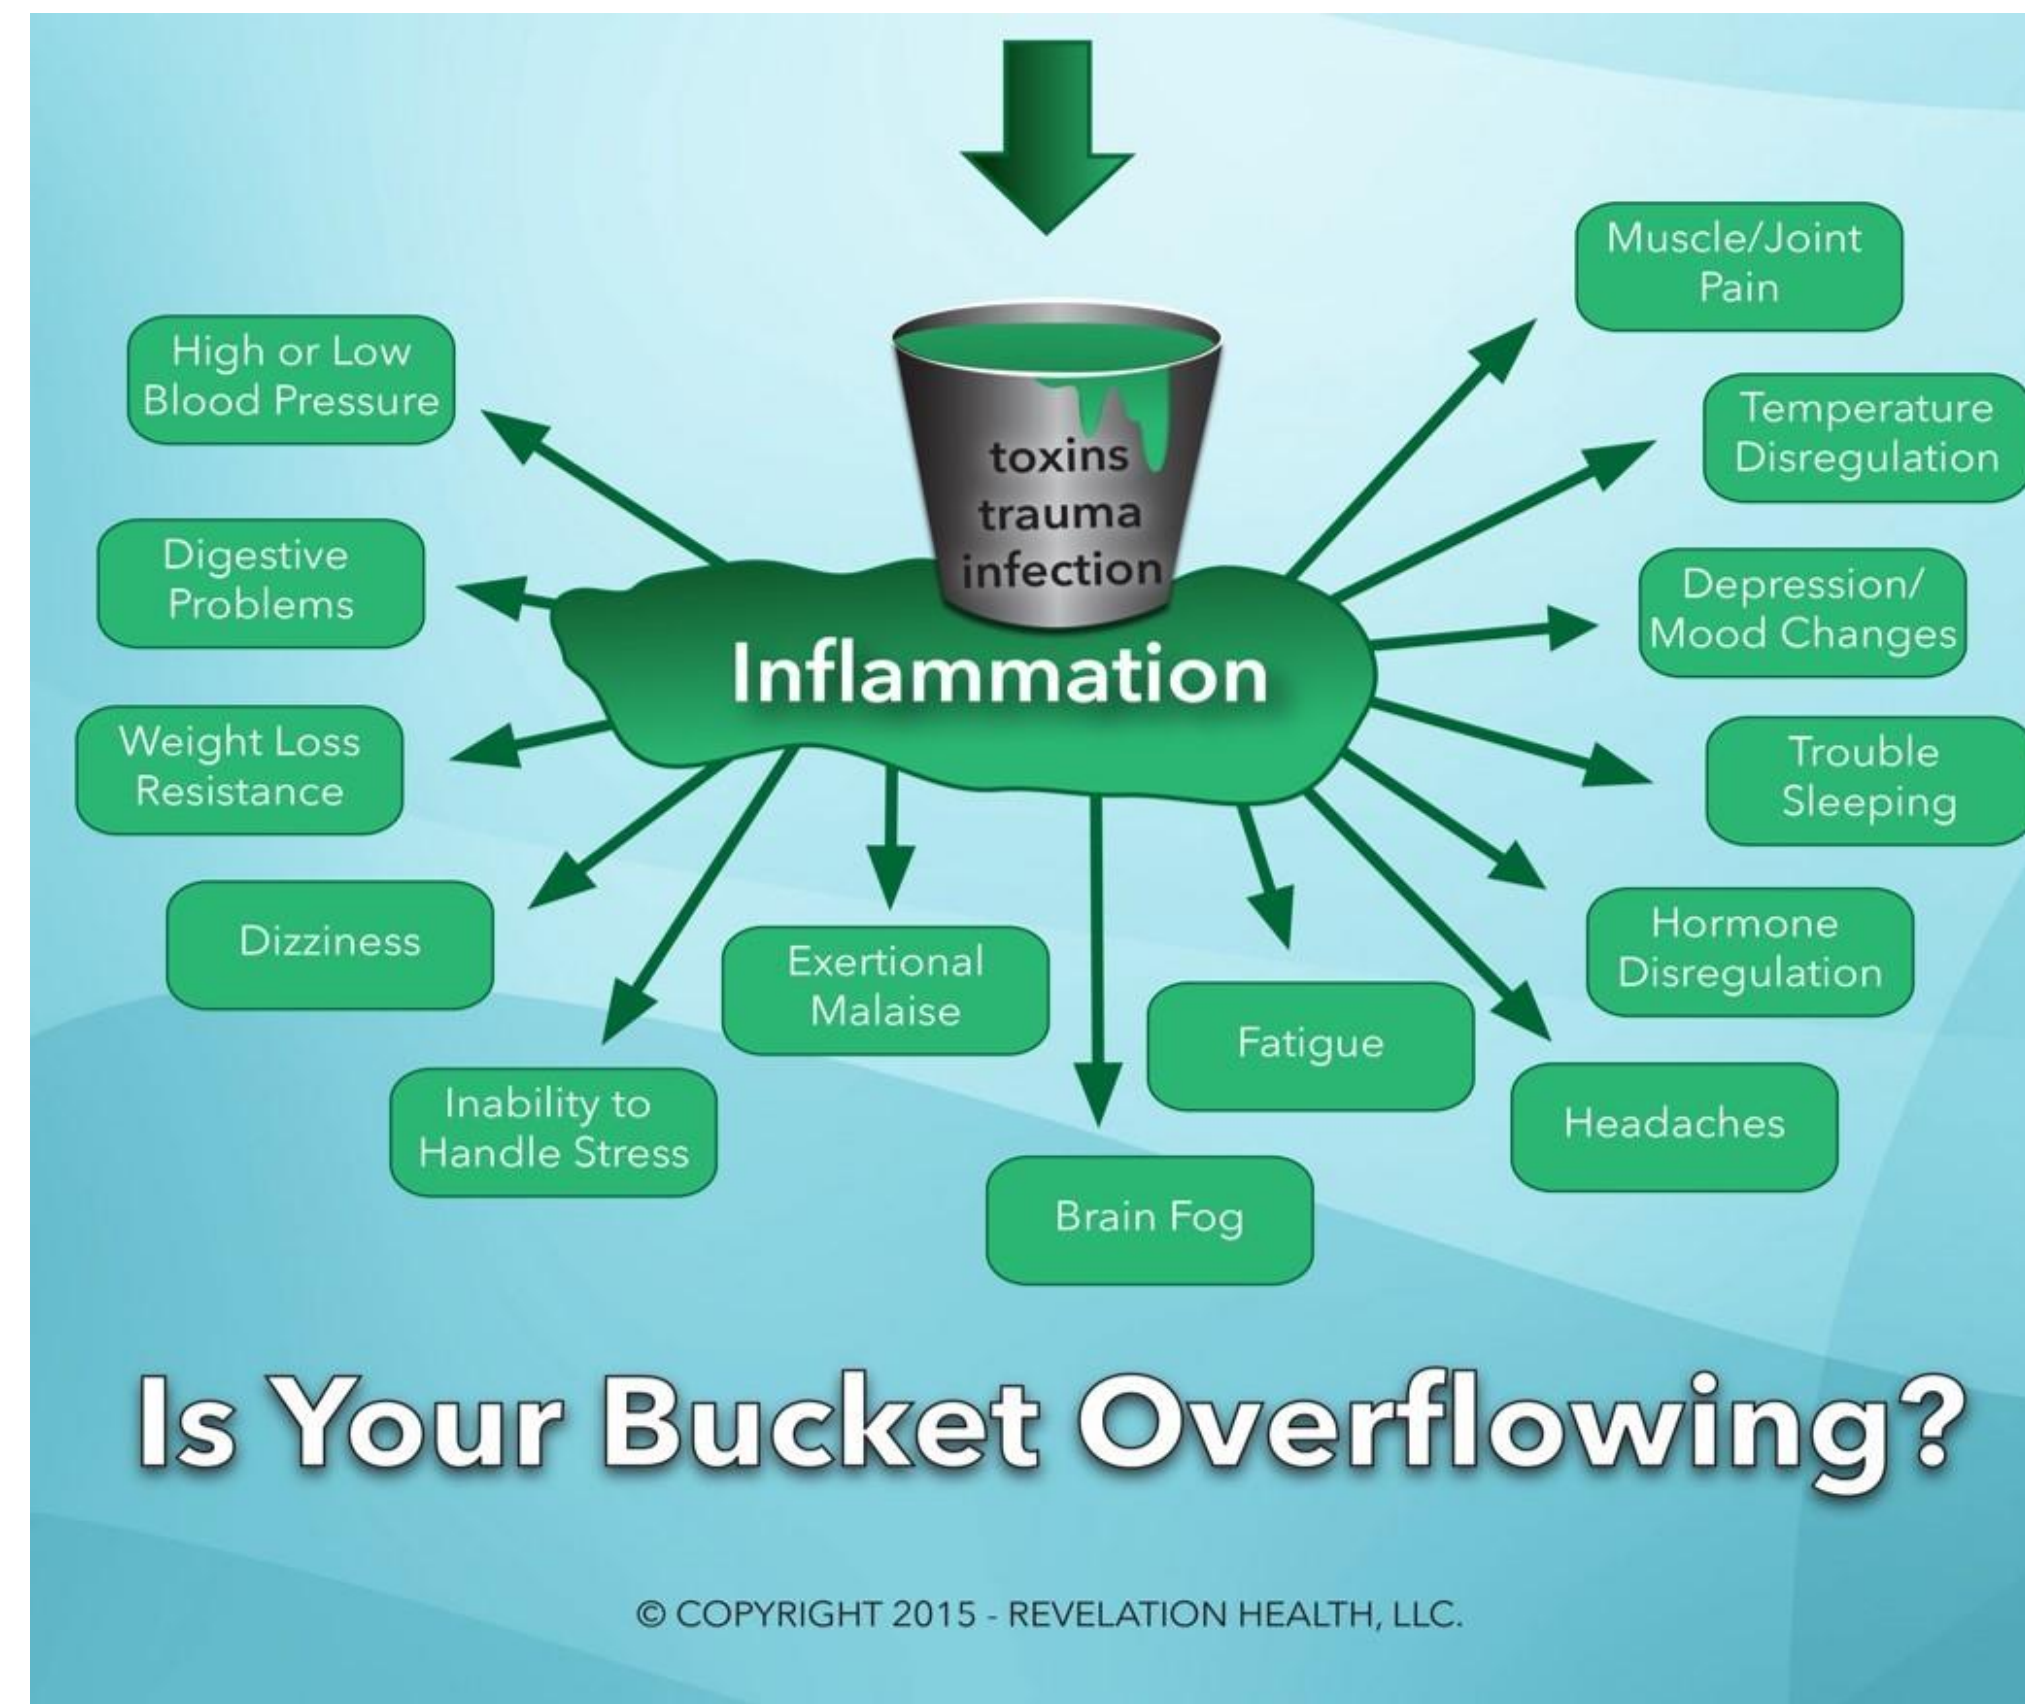 toxins
trauma
infection
Inflammation
High or Low
Blood Pressure
Digestive
Problems
Weight Loss
Resistance
Dizziness
Inability to
Handle Stress
Exertional
Malaise
Brain Fog
Fatigue
Headaches
Hormone
Disregulation
Trouble
Sleeping
Depression/
Mood Changes
Temperature
Disregulation
Muscle/Joint
Pain
Is Your Bucket Overflowing?
© COPYRIGHT 2015 - REVELATION HEALTH, LLC.